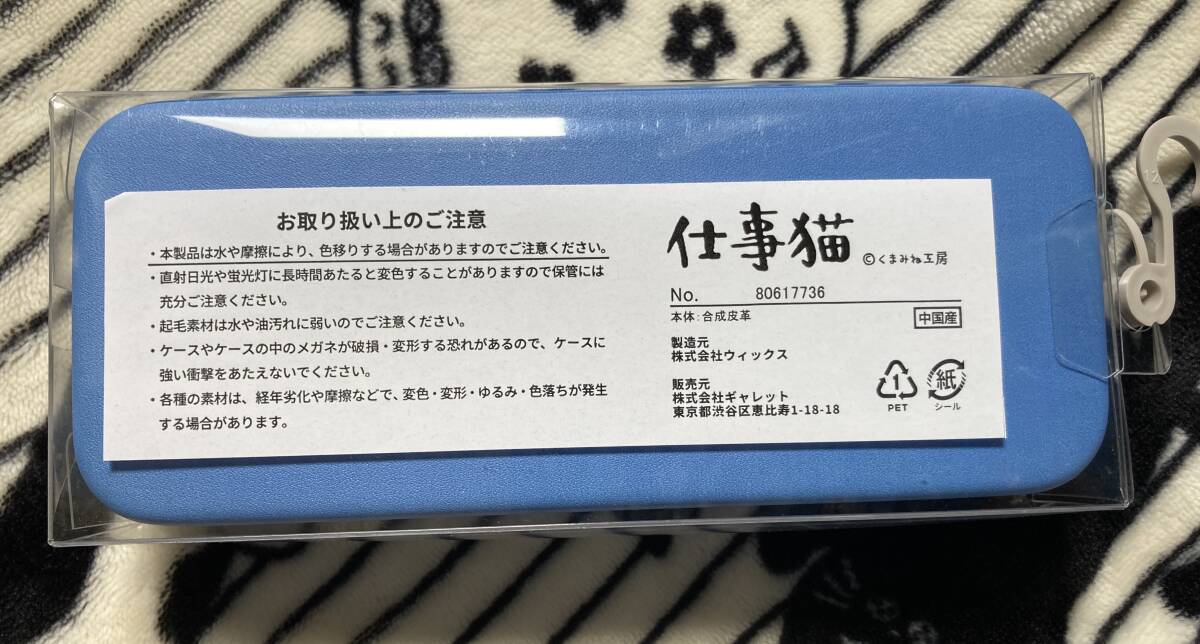 お取り扱い上のご注意
・本製品は水や摩擦により、色移りする場合がありますのでご注意ください。
・直射日光や蛍光灯に長時間あたると変色することがありますので保管には
充分ご注意ください。
・起毛素材は水や油汚れに弱いのでご注意ください。
・ケースやケースの中のメガネが破損・変形する恐れがあるので、ケースに
強い衝撃をあたえないでください。
・各種の素材は、経年劣化や摩擦などで、変色・変形・ゆるみ・色落ちが発生
する場合があります。
仕事猫 ©くまみね工房
No. 80617736
本体:合成皮革
中国産
製造元
株式会社ウィックス
販売元
株式会社ギャレット
東京都渋谷区恵比寿1-18-18
1
PET
紙
シール